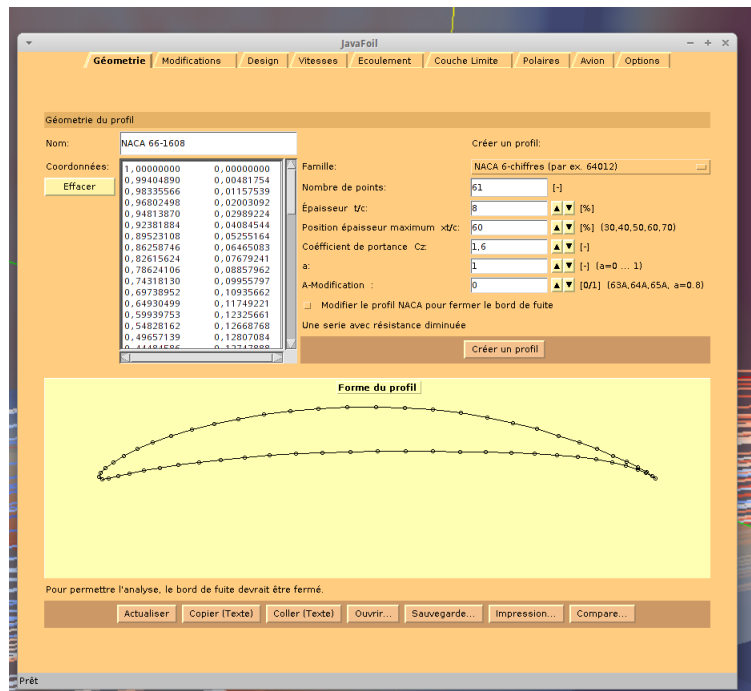 JavaFoil
Géometrie Modifications Design Vitesses Ecoulement Couche Limite Polaires Avion Options
Géometrie du profil
Nom: NACA 66-1608 Créer un profil:
Coordonnées:
Effacer
1,00000000 0,00000000
0,99404890 0,00481754
0,98335566 0,01157539
0,96802498 0,02003092
0,94813870 0,02989224
0,92381884 0,04084544
0,89523108 0,05255164
0,86258746 0,06465083
0,82615624 0,07679241
0,78624106 0,08857962
0,74318130 0,09955797
0,69738952 0,10935662
0,64930499 0,11749221
0,59939753 0,12325661
0,54828162 0,12668768
0,49657139 0,12807084
0,44484586 0,12747888
Famille: NACA 6-chiffres (par ex. 64012)
Nombre de points: 61 [-]
Épaisseur t/c: 8 [%]
Position épaisseur maximum xt/c: 60 [%] (30,40,50,60,70)
Coéfficient de portance Cz: 1,6 [-]
a: 1 [-] (a=0 ... 1)
A-Modification : 0 [0/1] (63A,64A,65A, a=0.8)
Modifier le profil NACA pour fermer le bord de fuite
Une serie avec résistance diminuée
Créer un profil
Forme du profil
Pour permettre l'analyse, le bord de fuite devrait être fermé.
Actualiser Copier (Texte) Coller (Texte) Ouvrir... Sauvegarde... Impression... Compare...
Prêt